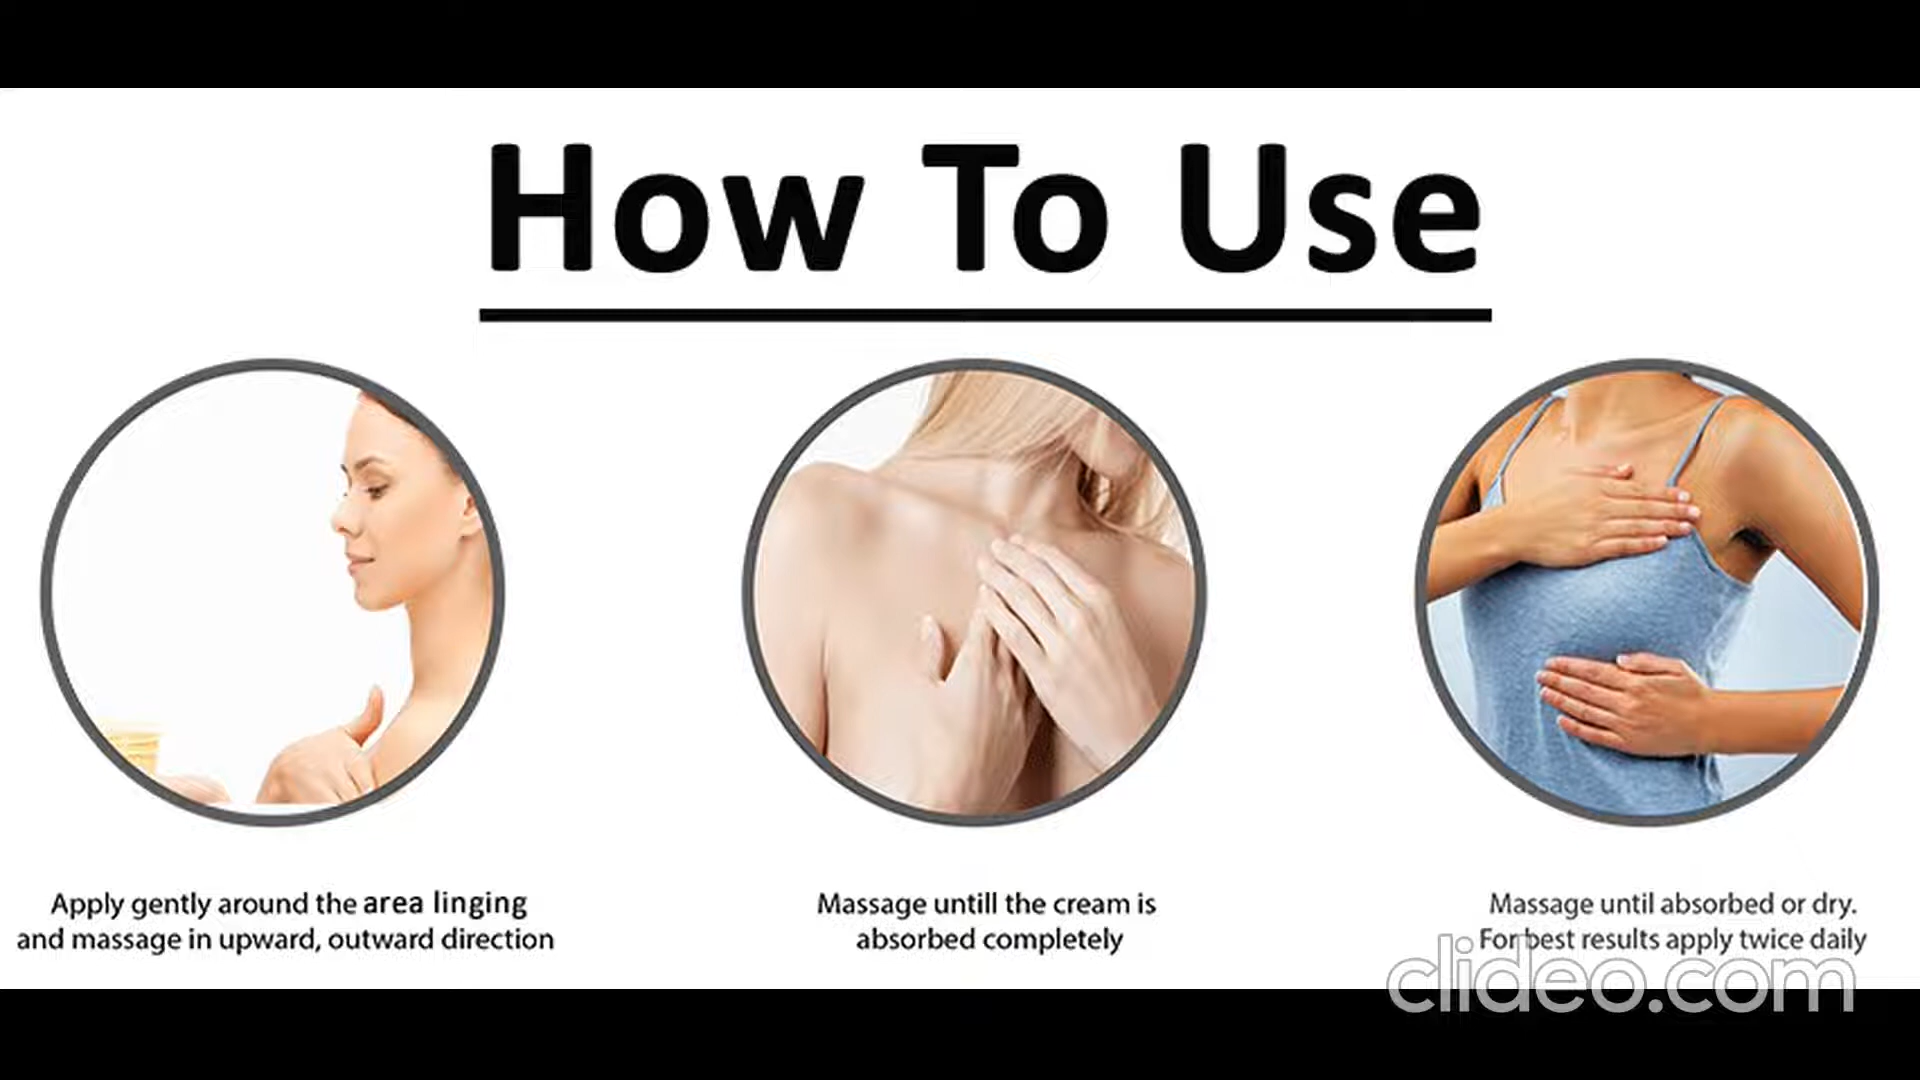 How To Use
Apply gently around the area linging
and massage in upward, outward direction
Massage untill the cream is
absorbed completely
Massage until absorbed or dry.
For best results apply twice daily
clideo.com